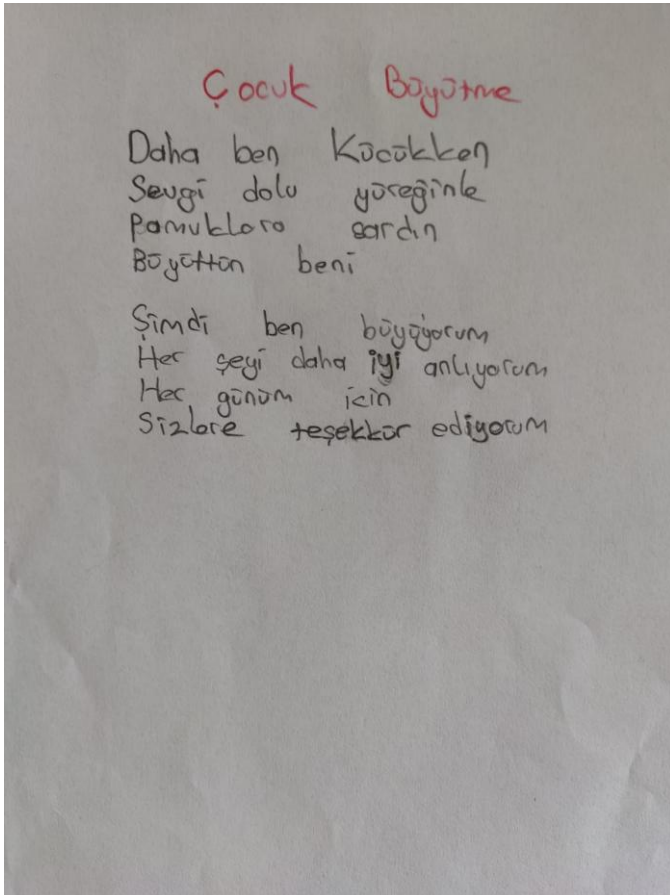 Çocuk Büyütme
Daha ben Küçükken
Sevgi dolu yüreğinle
Pamuklara sardın
Büyüttün beni
Şimdi ben büyüyorum
Her şeyi daha iyi anlıyorum
Her günüm için
Sizlere teşekkür ediyorum